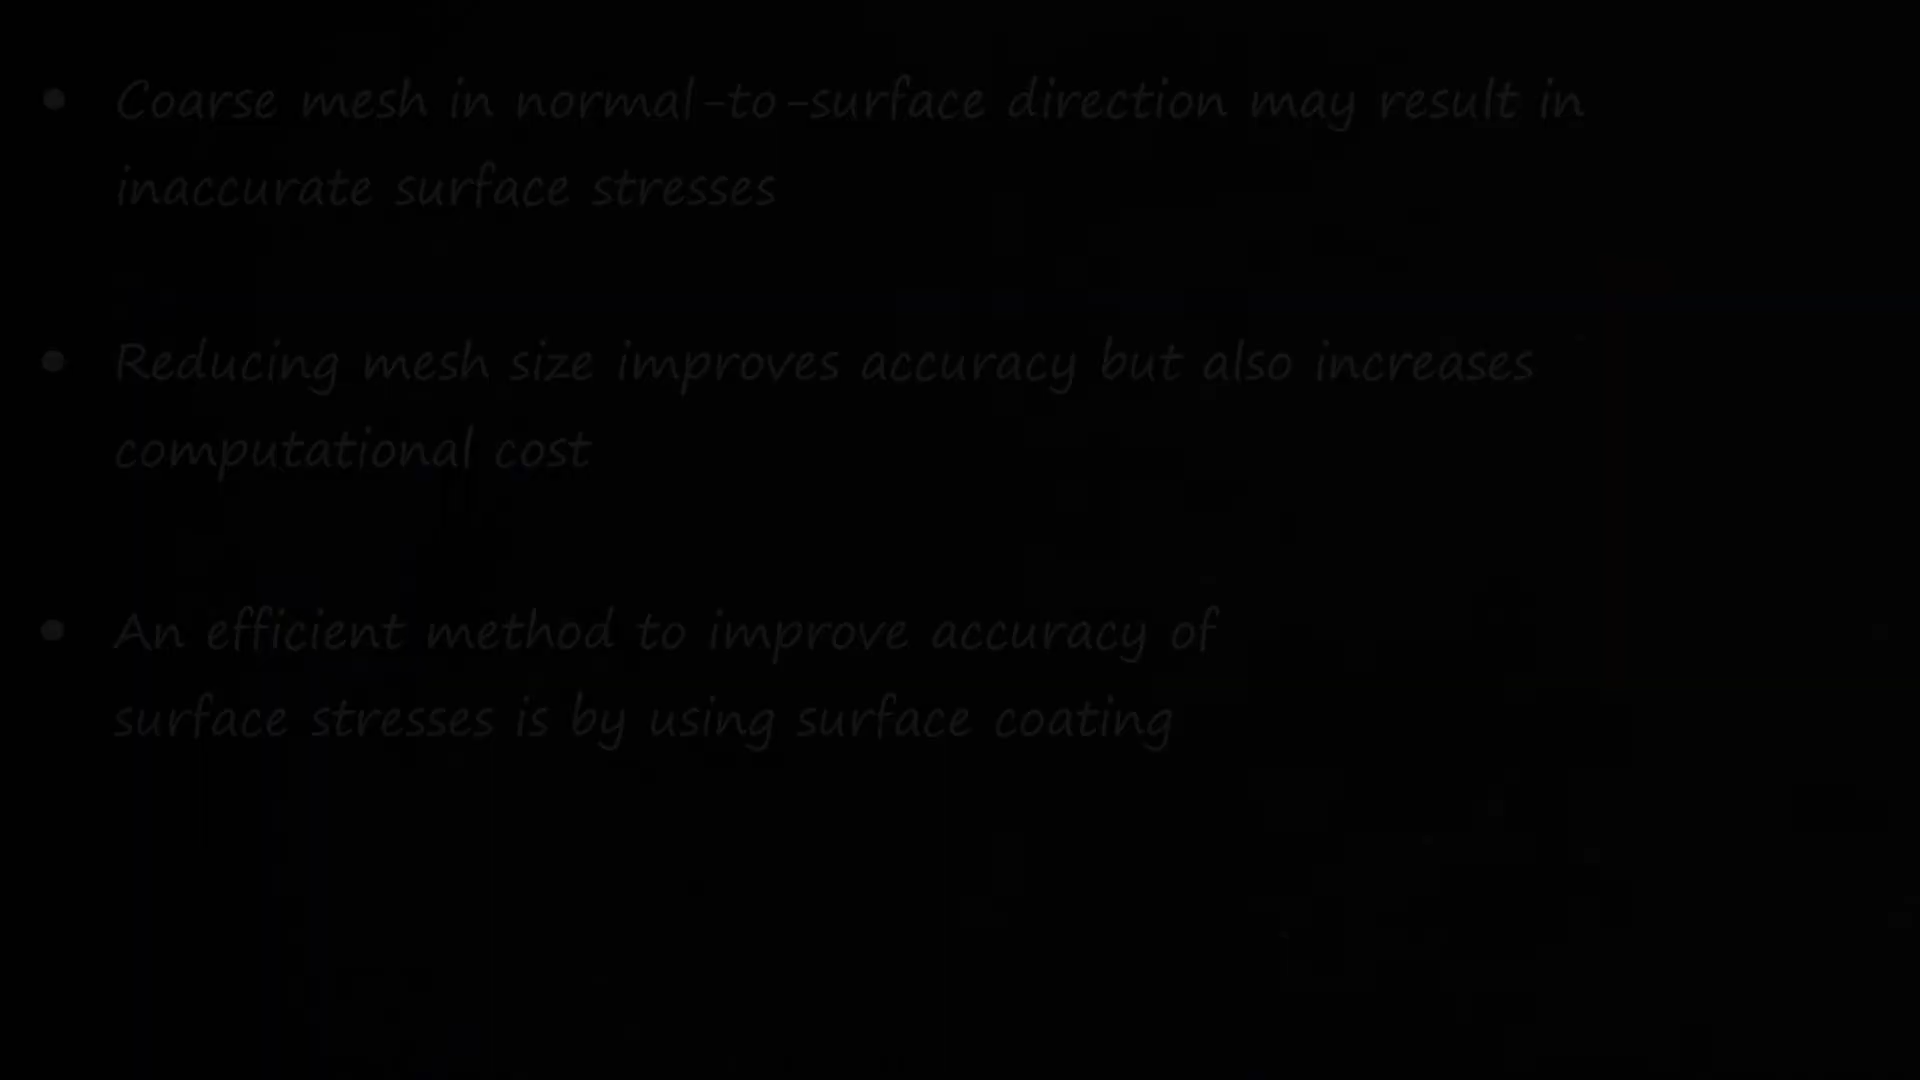 • Coarse mesh in normal-to-surface direction may result in
inaccurate surface stresses
• Reducing mesh size improves accuracy but also increases
computational cost
• An efficient method to improve accuracy of
surface stresses is by using surface coating